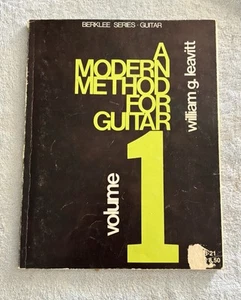 BERKLEE SERIES · GUITAR
A
MODERN
METHOD
FOR
GUITAR
william g. leavitt
volume
1